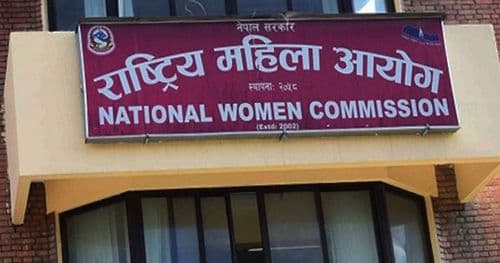 नेपाल सरकार
राष्ट्रिय महिला आयोग
स्थापनाः २०५८
NATIONAL WOMEN COMMISSION
(Estd: 2002)